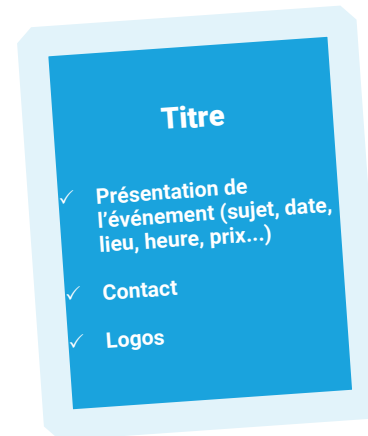 Titre
✓ Présentation de
l'événement (sujet, date,
lieu, heure, prix...)
✓ Contact
✓ Logos